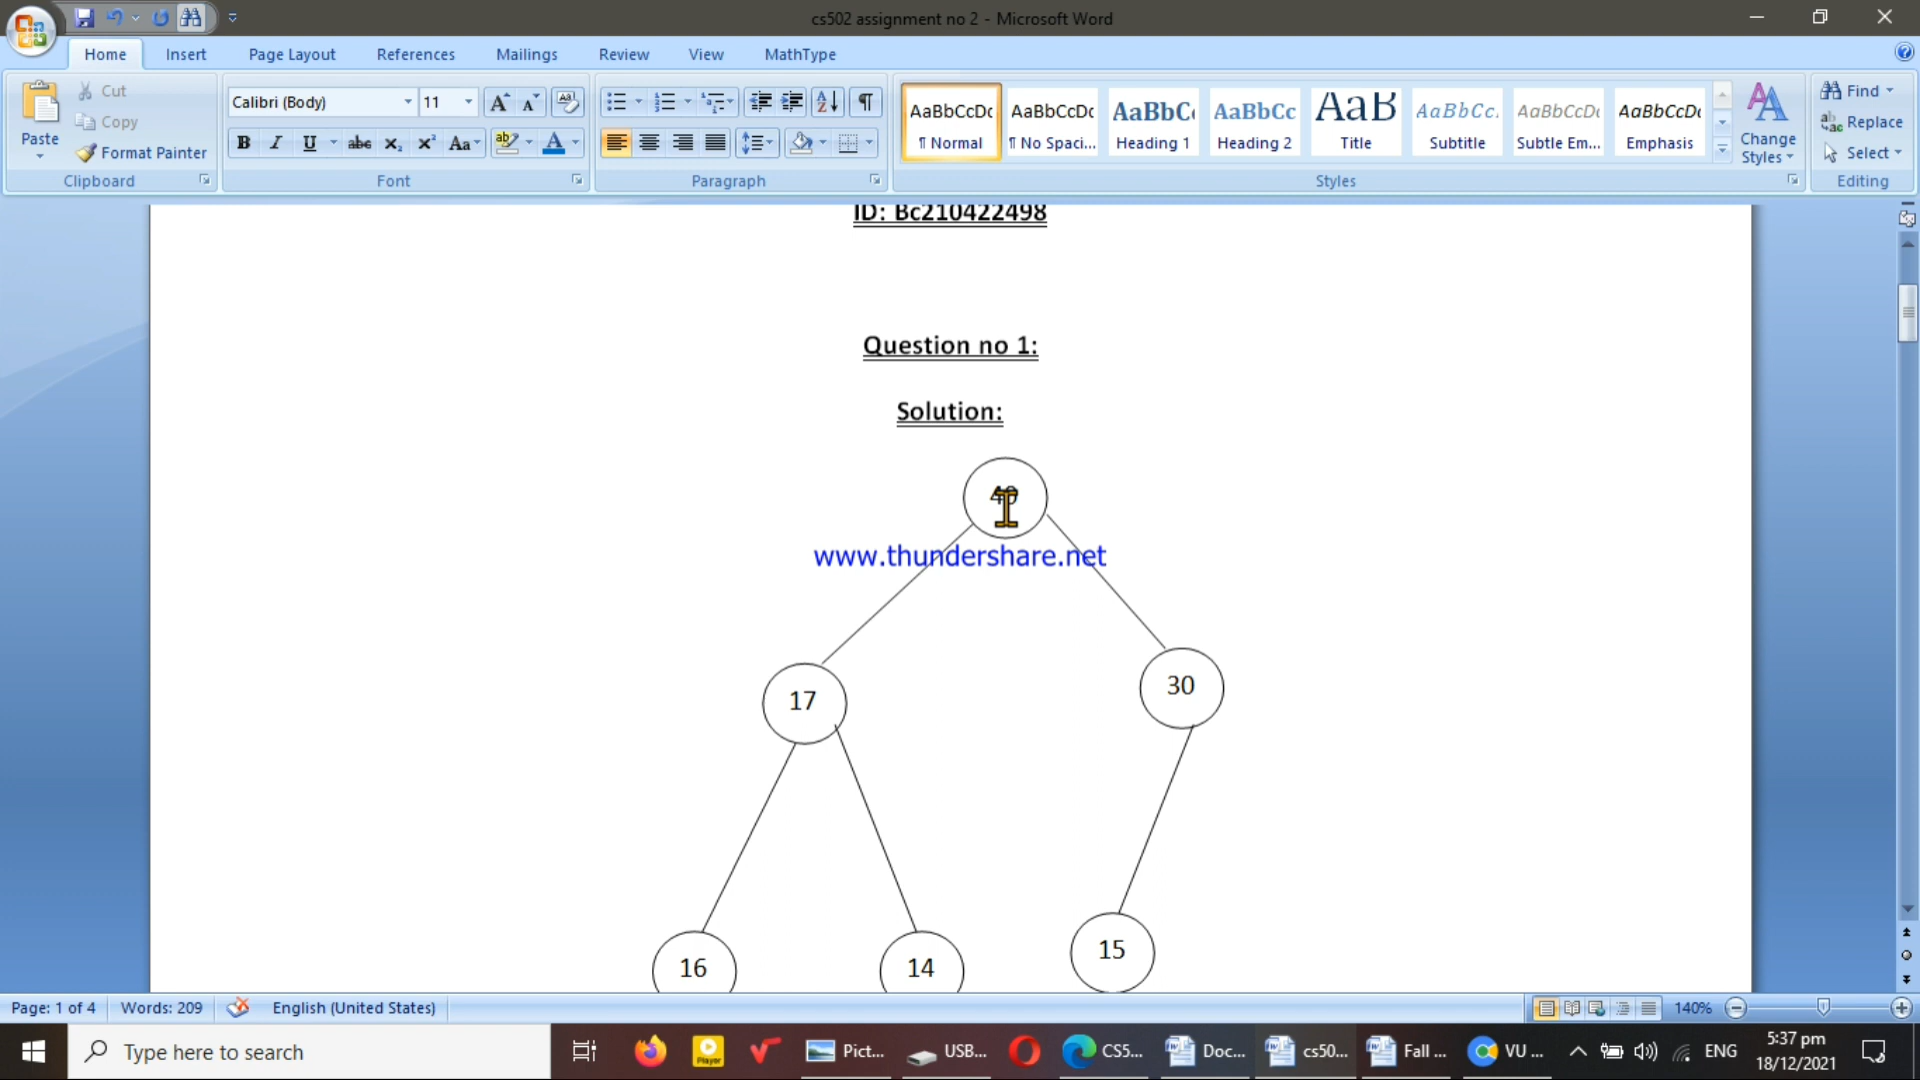 cs502 assignment no 2 - Microsoft Word
Home Insert Page Layout References Mailings Review View MathType
Paste
Cut
Copy
Format Painter
Clipboard
Calibri (Body) 11
Font
Paragraph
AaBbCcDc AaBbCcDc AaBbC AaBbCc AaB AaBbCc. AaBbCcDc AaBbCcDc
¶ Normal ¶ No Spaci... Heading 1 Heading 2 Title Subtitle Subtle Em... Emphasis
Change
Styles
Styles
Find
Replace
Select
Editing
ID: Bc210422498
Question no 1:
Solution:
www.thundershare.net
17 30
16 14 15
Page: 1 of 4 Words: 209 English (United States) 140%
Type here to search
Player
Pict... USB... CS5... Doc... cs50... Fall ... VU ... ENG
5:37 pm
18/12/2021